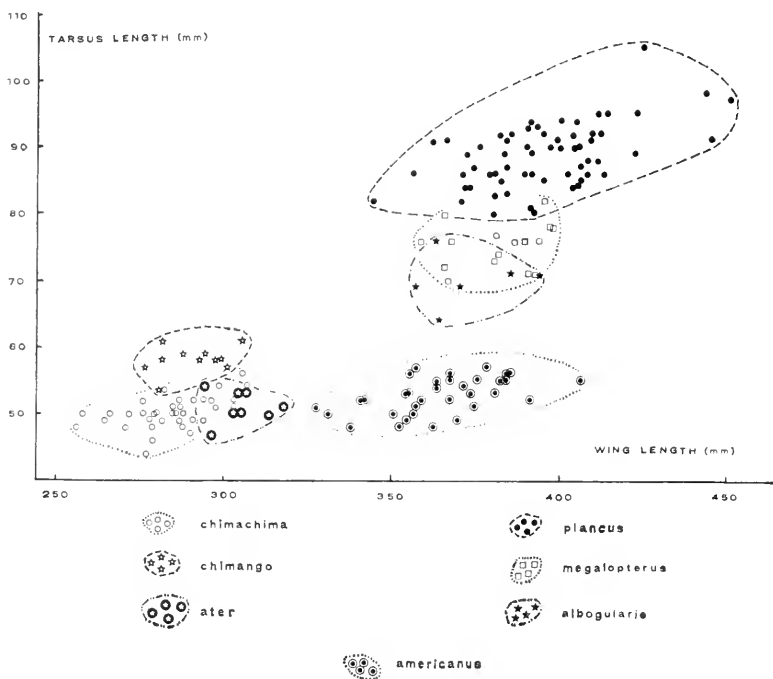 110
TARSUS LENGTH (mm)
100
90
80
70
60
50
WING LENGTH (mm)
250 300 350 400 450
chimachima
plancus
chimango
megalopterus
ater
albogularis
americanus